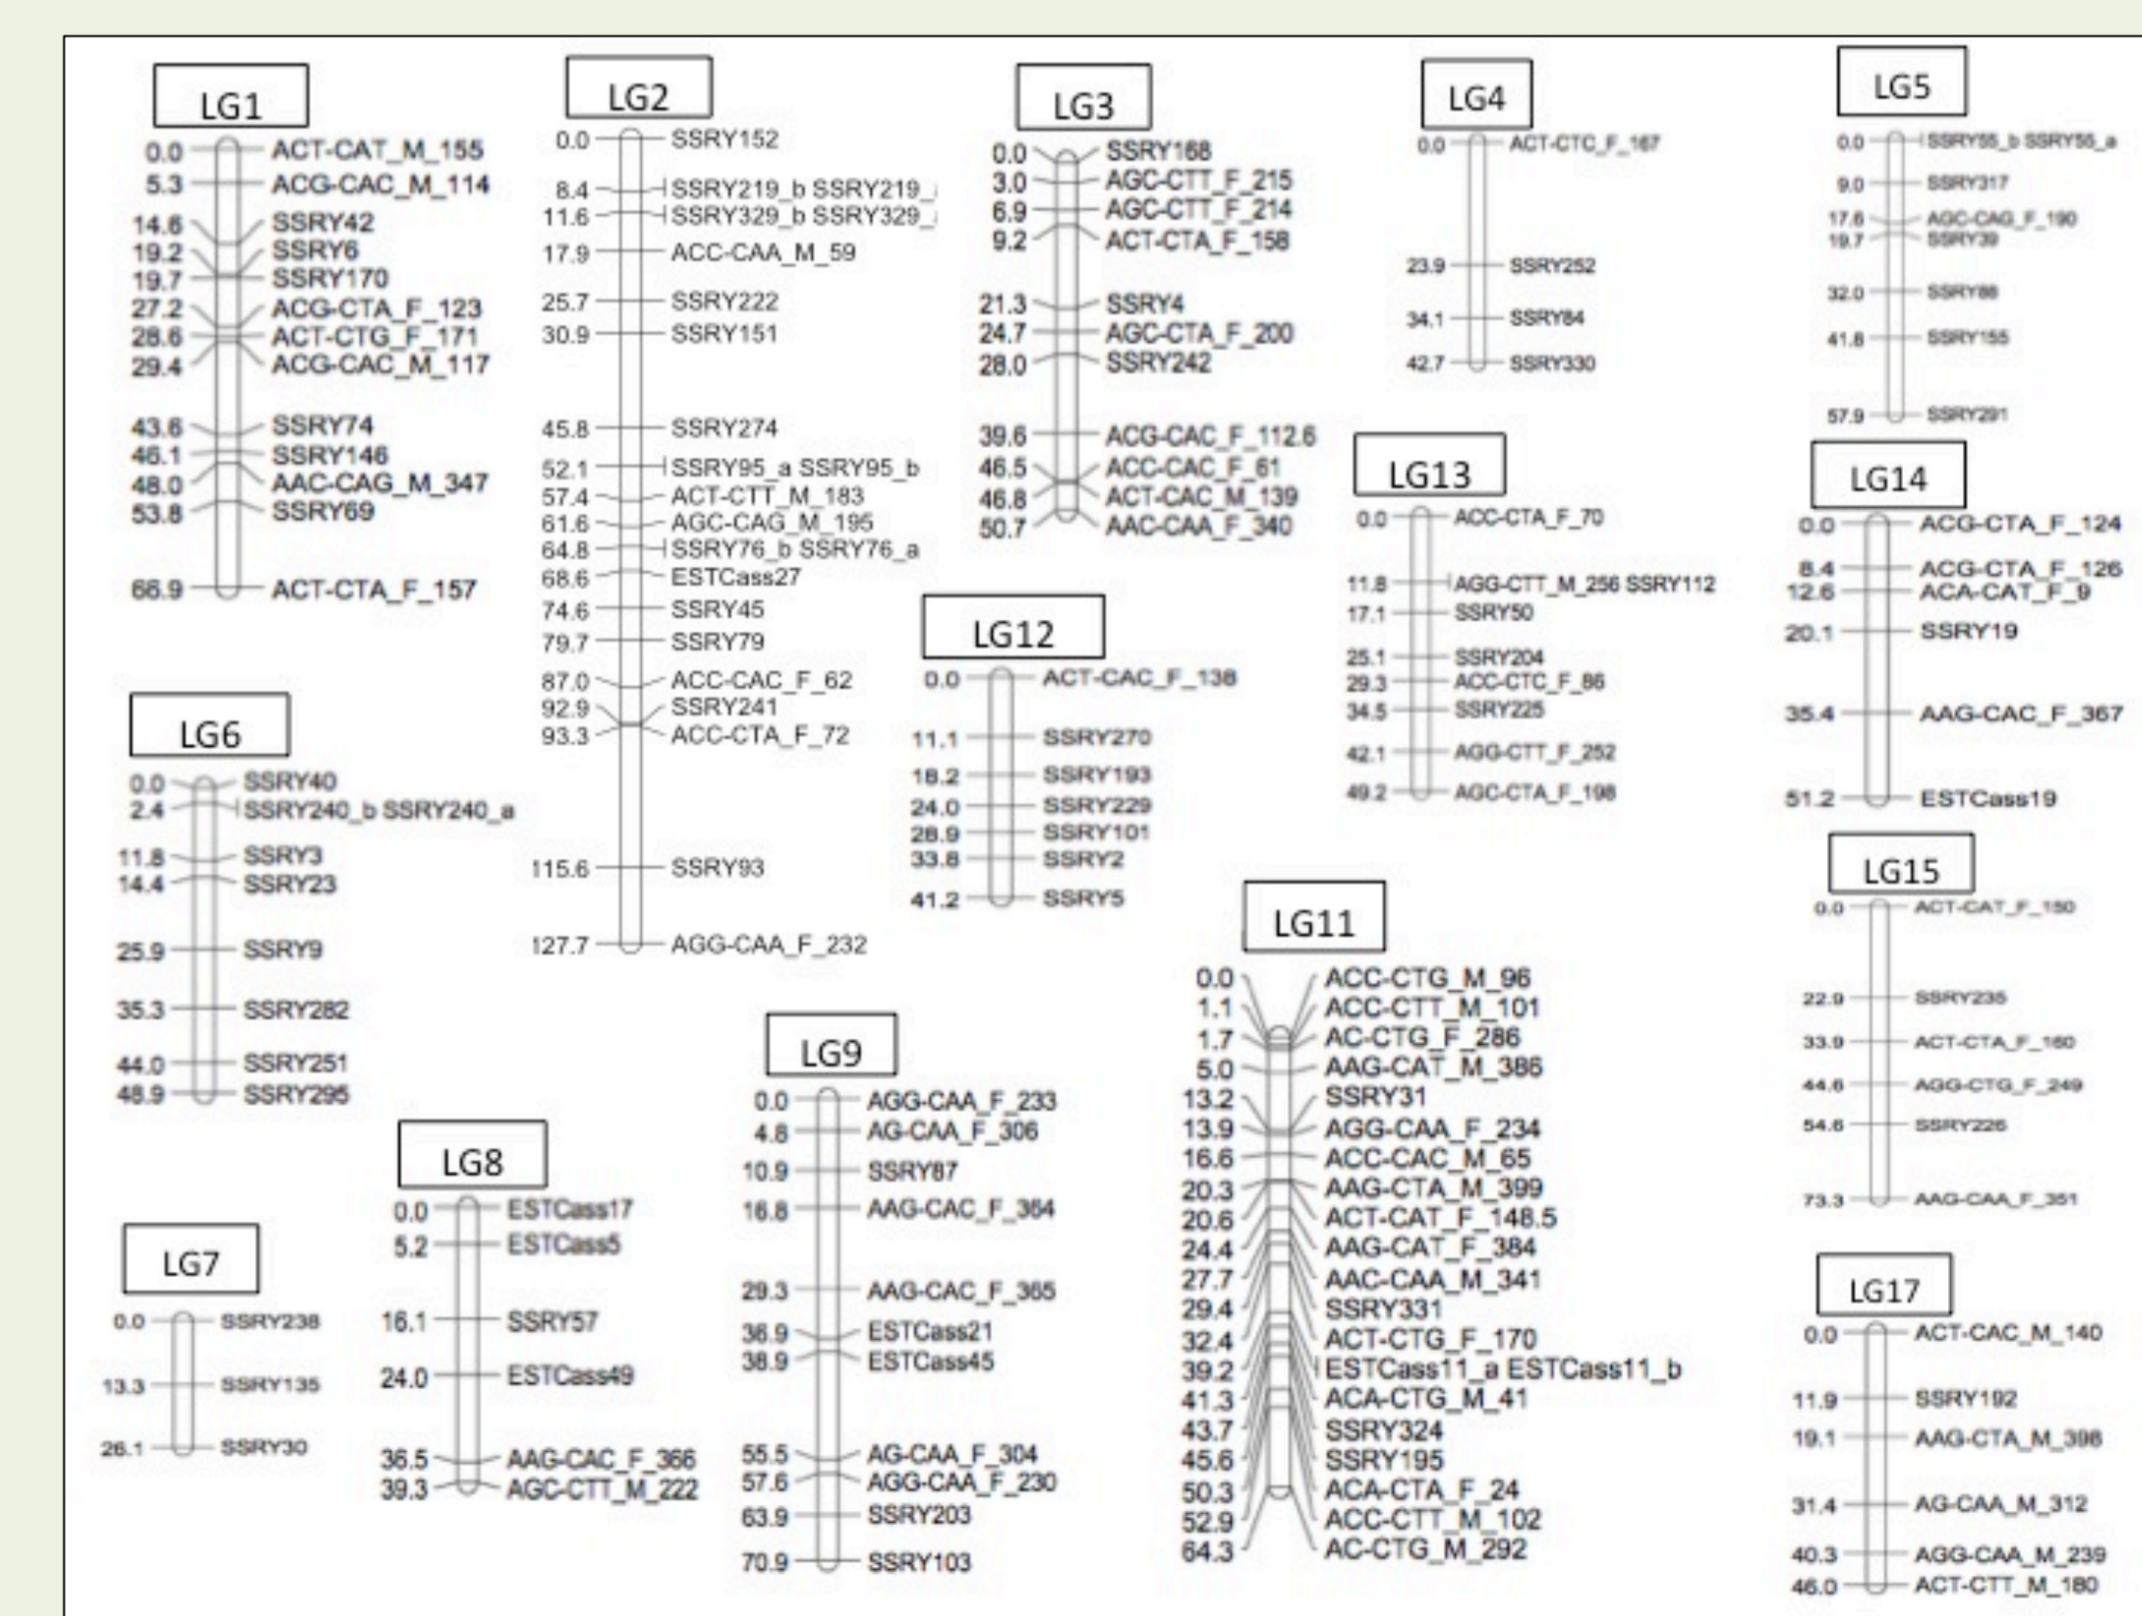 LG1
0.0 ACT-CAT_M_155
5.3 ACG-CAC_M_114
14.6 SSRY42
19.2 SSRY6
19.7 SSRY170
27.2 ACG-CTA_F_123
28.6 ACT-CTG_F_171
29.4 ACG-CAC_M_117
43.6 SSRY74
46.1 SSRY146
48.0 AAC-CAG_M_347
53.8 SSRY69
66.9 ACT-CTA_F_157
LG2
0.0 SSRY152
8.4 SSRY219_b SSRY219_
11.6 SSRY329_b SSRY329_
17.9 ACC-CAA_M_59
25.7 SSRY222
30.9 SSRY151
45.8 SSRY274
52.1 SSRY95_a SSRY95_b
57.4 ACT-CTT_M_183
61.6 AGC-CAG_M_195
64.8 SSRY76_b SSRY76_a
68.6 ESTCass27
74.6 SSRY45
79.7 SSRY79
87.0 ACC-CAC_F_62
92.9 SSRY241
93.3 ACC-CTA_F_72
115.6 SSRY93
127.7 AGG-CAA_F_232
LG3
0.0 SSRY168
3.0 AGC-CTT_F_215
6.9 AGC-CTT_F_214
9.2 ACT-CTA_F_158
21.3 SSRY4
24.7 AGC-CTA_F_200
28.0 SSRY242
39.6 ACG-CAC_F_112.6
46.5 ACC-CAC_F_61
46.8 ACT-CAC_M_139
50.7 AAC-CAA_F_340
LG4
0.0 ACT-CTC_F_167
23.9 SSRY252
34.1 SSRY84
42.7 SSRY330
LG5
0.0 SSRY55_b SSRY55_a
9.0 SSRY317
17.6 AGC-CAG_F_190
19.7 SSRY39
32.0 SSRY88
41.8 SSRY155
57.9 SSRY291
LG13
0.0 ACC-CTA_F_70
11.8 AGG-CTT_M_256 SSRY112
17.1 SSRY50
25.1 SSRY204
29.3 ACC-CTC_F_86
34.5 SSRY225
42.1 AGG-CTT_F_252
49.2 AGC-CTA_F_198
LG14
0.0 ACG-CTA_F_124
8.4 ACG-CTA_F_126
12.6 ACA-CAT_F_9
20.1 SSRY19
35.4 AAG-CAC_F_367
51.2 ESTCass19
LG12
0.0 ACT-CAC_F_138
11.1 SSRY270
18.2 SSRY193
24.0 SSRY229
28.9 SSRY101
33.8 SSRY2
41.2 SSRY5
LG6
0.0 SSRY40
2.4 SSRY240_b SSRY240_a
11.8 SSRY3
14.4 SSRY23
25.9 SSRY9
35.3 SSRY282
44.0 SSRY251
48.9 SSRY295
LG15
0.0 ACT-CAT_F_150
22.9 SSRY235
33.9 ACT-CTA_F_160
44.6 AGG-CTG_F_249
54.6 SSRY226
73.3 AAG-CAA_F_351
LG11
0.0 ACC-CTG_M_96
1.1 ACC-CTT_M_101
1.7 AC-CTG_F_286
5.0 AAG-CAT_M_386
13.2 SSRY31
13.9 AGG-CAA_F_234
16.6 ACC-CAC_M_65
20.3 AAG-CTA_M_399
20.6 ACT-CAT_F_148.5
24.4 AAG-CAT_F_384
27.7 AAC-CAA_M_341
29.4 SSRY331
32.4 ACT-CTG_F_170
39.2 ESTCass11_a ESTCass11_b
41.3 ACA-CTG_M_41
43.7 SSRY324
45.6 SSRY195
50.3 ACA-CTA_F_24
52.9 ACC-CTT_M_102
64.3 AC-CTG_M_292
LG9
0.0 AGG-CAA_F_233
4.8 AG-CAA_F_306
10.9 SSRY87
16.8 AAG-CAC_F_364
29.3 AAG-CAC_F_365
36.9 ESTCass21
38.9 ESTCass45
55.5 AG-CAA_F_304
57.6 AGG-CAA_F_230
63.9 SSRY203
70.9 SSRY103
LG8
0.0 ESTCass17
5.2 ESTCass5
16.1 SSRY57
24.0 ESTCass49
36.5 AAG-CAC_F_366
39.3 AGC-CTT_M_222
LG7
0.0 SSRY238
13.3 SSRY135
26.1 SSRY30
LG17
0.0 ACT-CAC_M_140
11.9 SSRY192
19.1 AAG-CTA_M_398
31.4 AG-CAA_M_312
40.3 AGG-CAA_M_239
46.0 ACT-CTT_M_180